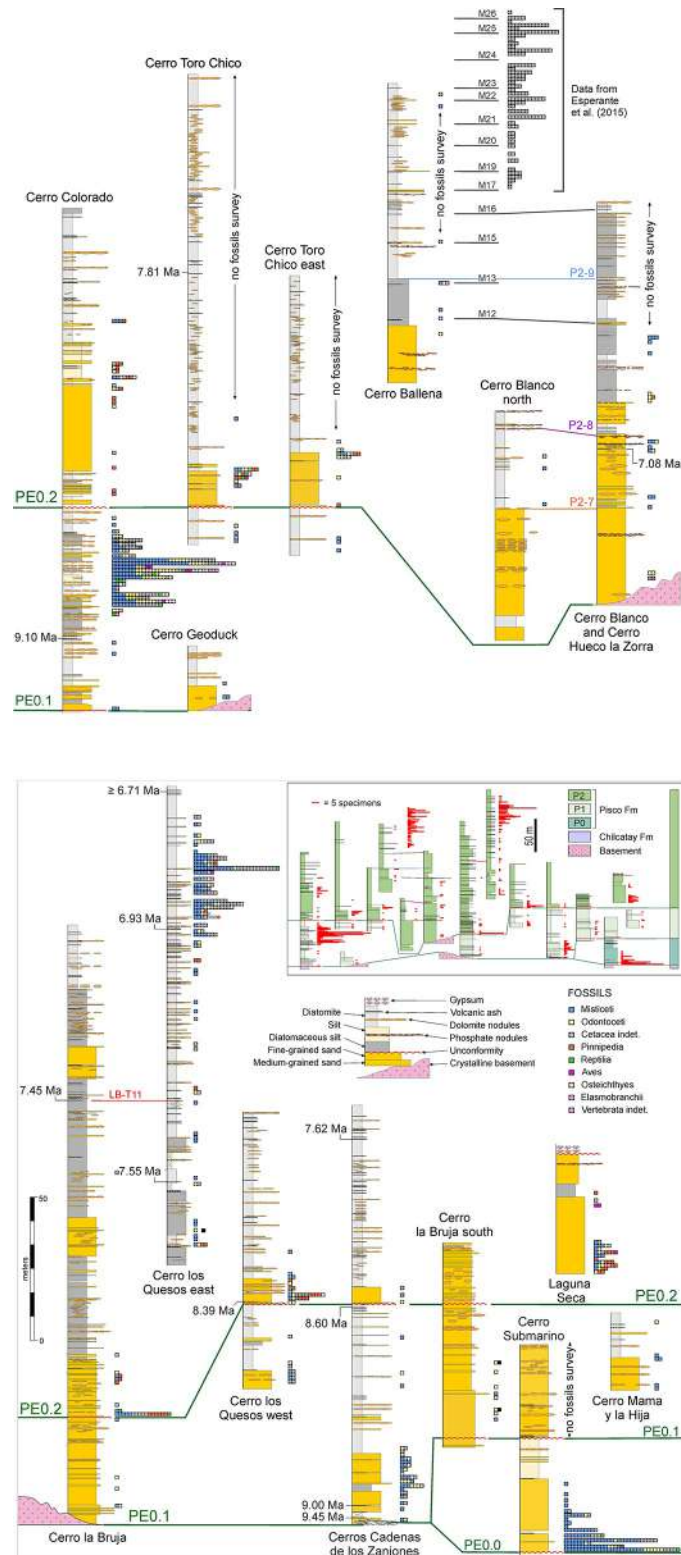 M26
M25
M24
M23
M22
M21
M20
M19
M17
M16
M15
M13
M12
Data from
Esperante
et al. (2015)
Cerro Toro Chico
no fossils survey
Cerro Colorado
7.81 Ma
Cerro Toro
Chico east
no fossils survey
no fossils survey
Cerro Ballena
P2-9
no fossils survey
Cerro Blanco
north
P2-8
7.08 Ma
P2-7
PE0.2
9.10 Ma
Cerro Geoduck
PE0.1
Cerro Blanco
and Cerro
Hueco la Zorra
≥ 6.71 Ma
6.93 Ma
= 5 specimens
50 m
P2
P1
P0
Pisco Fm
Chilcatay Fm
Basement
Gypsum
Diatomite
Volcanic ash
Silt
Dolomite nodules
Diatomaceous silt
Phosphate nodules
Fine-grained sand
Unconformity
Medium-grained sand
Crystalline basement
FOSSILS
Misticeti
Odontoceti
Cetacea indet.
Pinnipedia
Reptilia
Aves
Osteichthyes
Elasmobranchii
Vertebrata indet.
7.45 Ma
LB-T11
7.55 Ma
7.62 Ma
50
meters
0
Cerro los
Quesos east
Cerro
la Bruja south
Laguna
Seca
8.39 Ma
8.60 Ma
PE0.2
Cerro
Submarino
no fossils survey
Cerro los
Quesos west
Cerro Mama
y la Hija
PE0.2
PE0.1
9.00 Ma
9.45 Ma
PE0.1
Cerro la Bruja
Cerros Cadenas
de los Zanjones
PE0.0